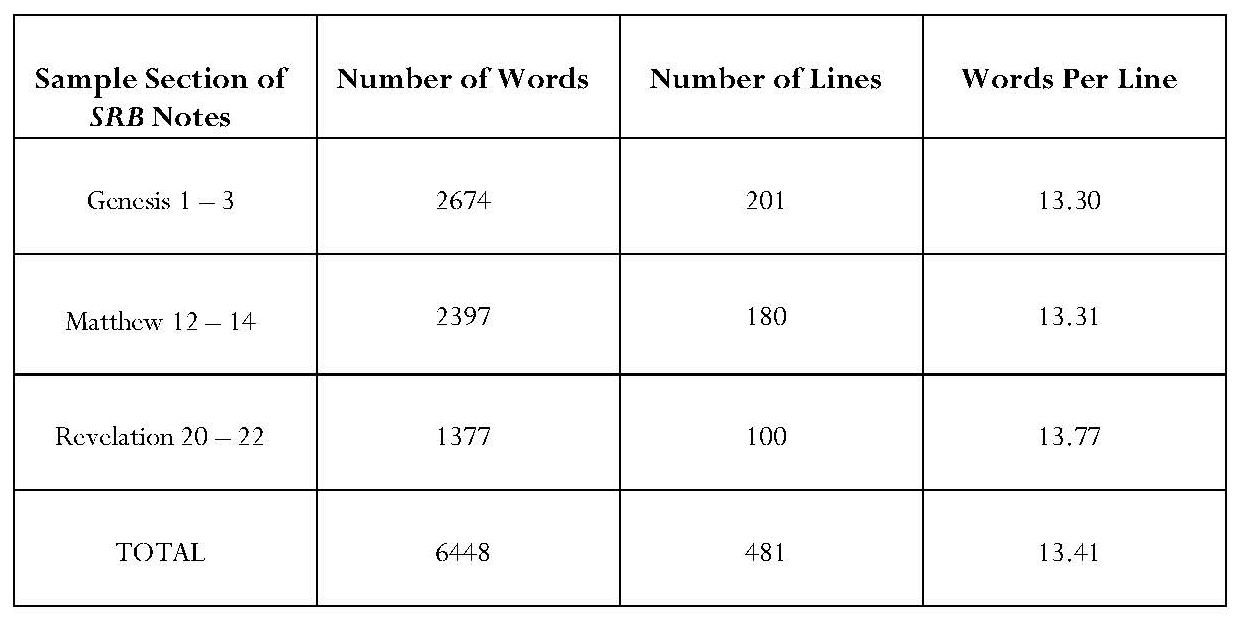 Sample Section of Number of Words Number of Lines Words Per Line
SRB Notes
Genesis 1 – 3 2674 201 13.30
Matthew 12 – 14 2397 180 13.31
Revelation 20 – 22 1377 100 13.77
TOTAL 6448 481 13.41